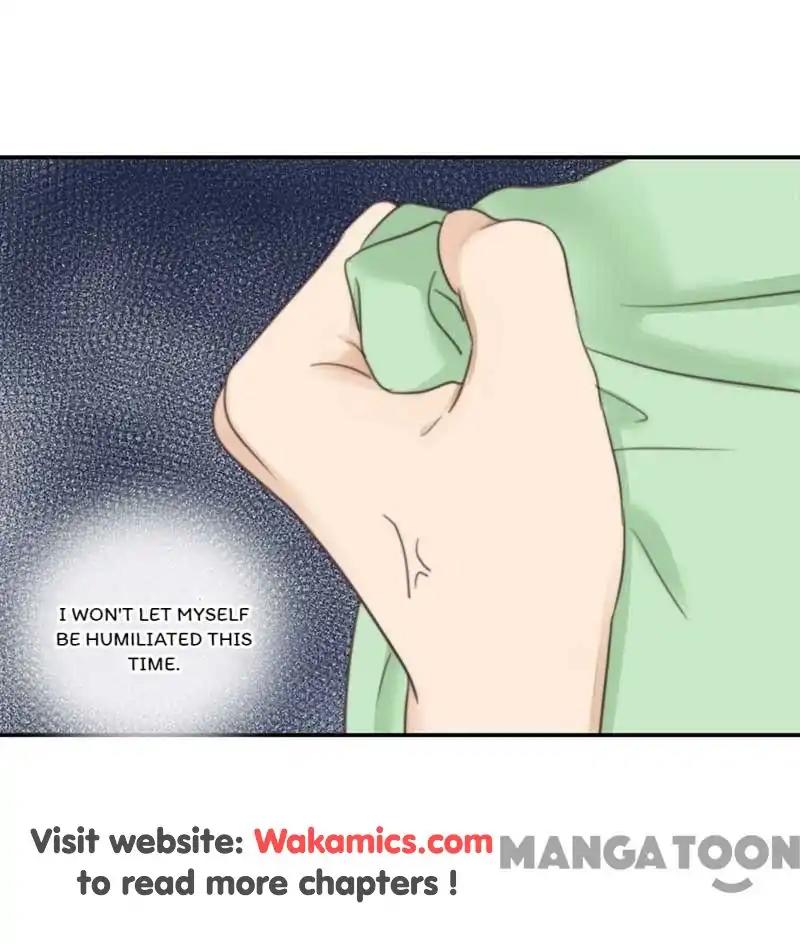 I WON'T LET MYSELF
BE HUMILIATED THIS
TIME.
Visit website: Wakamics.com
to read more chapters !
MANGATOON